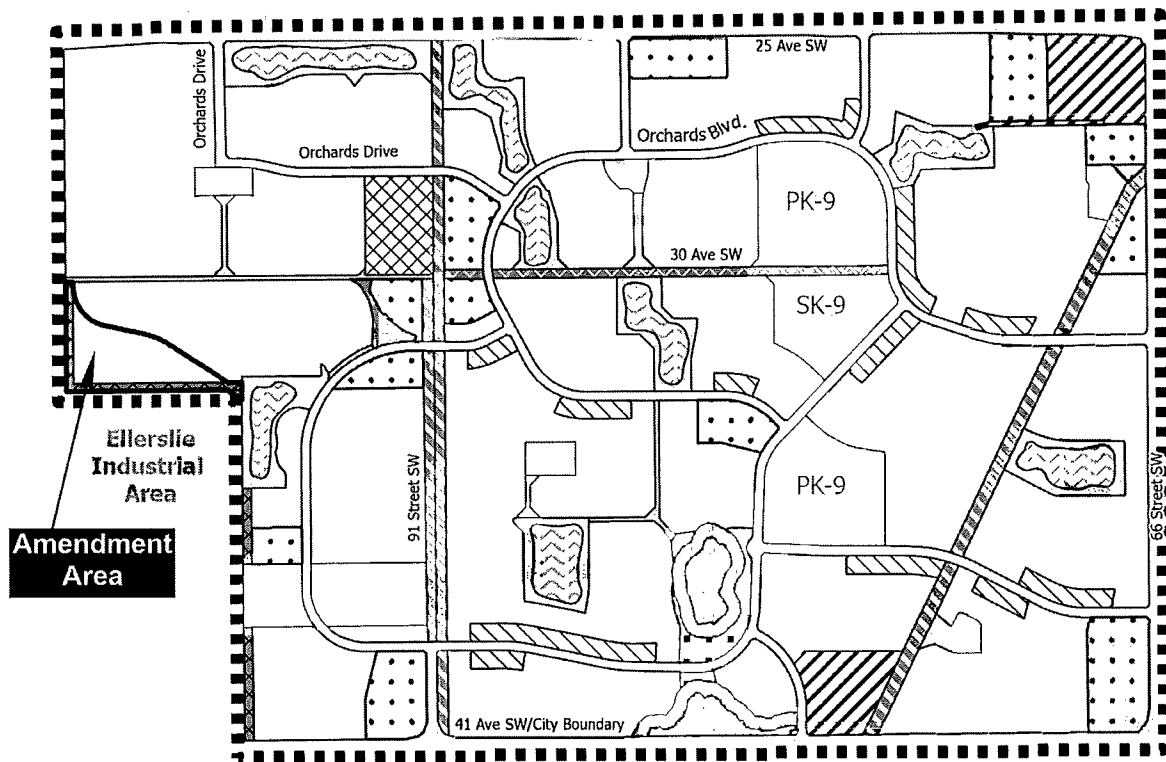 25 Ave SW
Orchards Drive
Orchards Blvd.
Orchards Drive
PK-9
30 Ave SW
SK-9
Ellerslie
Industrial
Area
91 Street SW
PK-9
66 Street SW
Amendment
Area
41 Ave SW/City Boundary